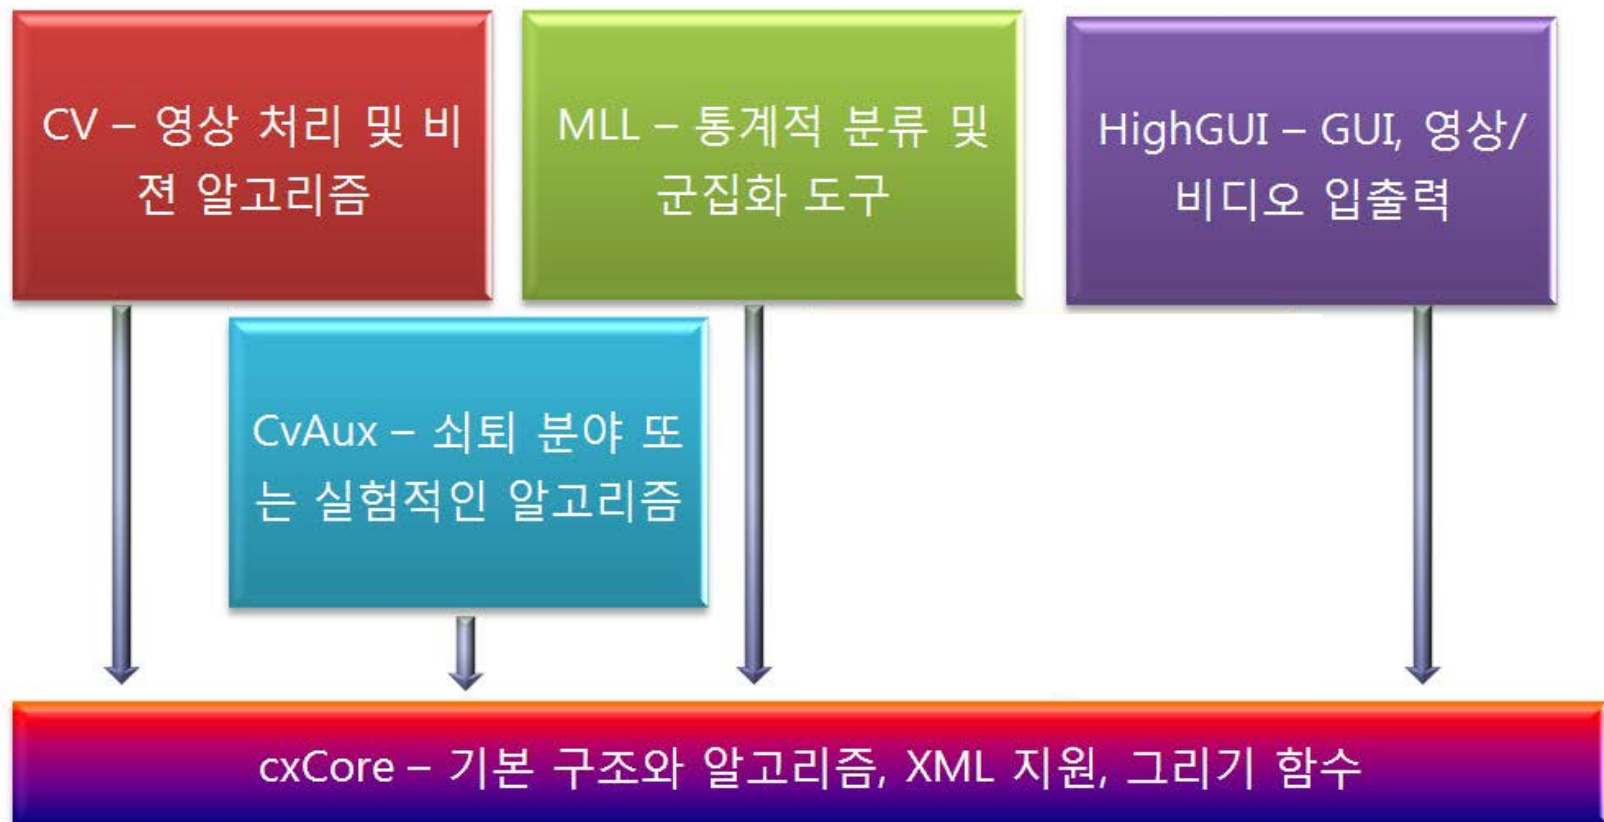 CV – 영상 처리 및 비
젼 알고리즘
MLL – 통계적 분류 및
군집화 도구
HighGUI – GUI, 영상/
비디오 입출력
CvAux – 쇠퇴 분야 또
는 실험적인 알고리즘
cxCore – 기본 구조와 알고리즘, XML 지원, 그리기 함수